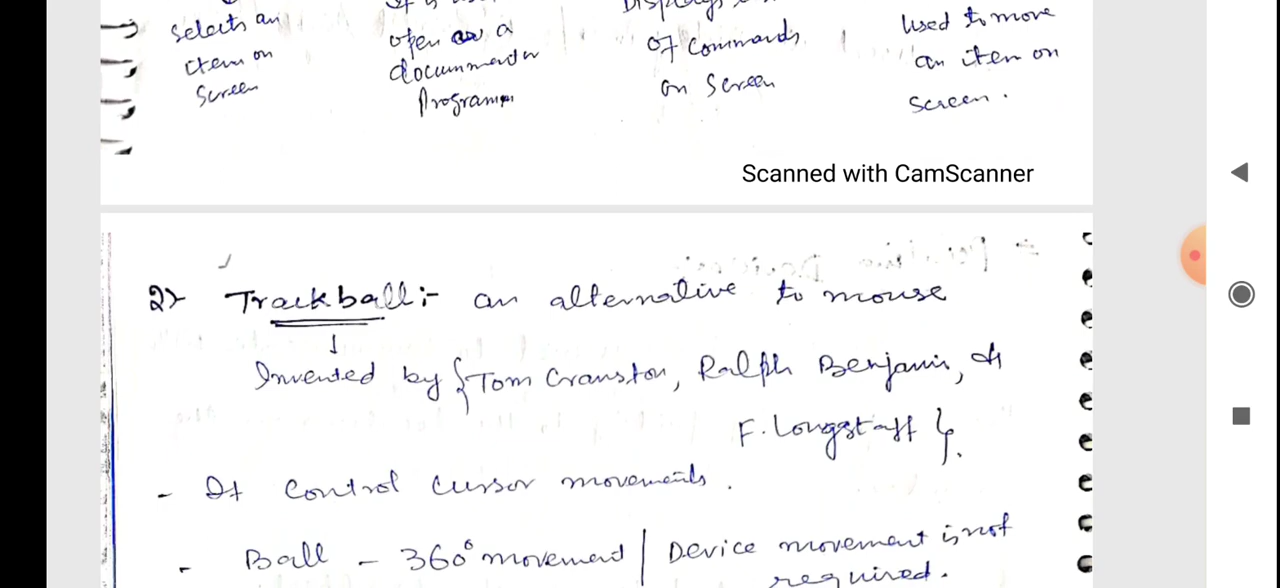 selects an
item on
Screen
open a
document or
Program
of commands
on Screen
Used to move
an item on
screen.
Scanned with CamScanner
2> Trackball:- an alternative to mouse
Invented by {Tom Cranston, Ralph Benjamin, &
F. Longstaff }.
- It control cursor movements.
- Ball - 360° movement | Device movement is not
required.